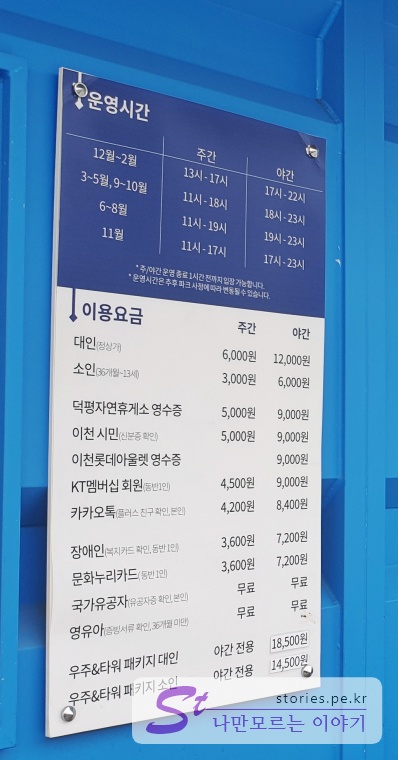 운영시간
주간 야간
12월~2월 13시 - 17시 17시 - 22시
3~5월, 9~10월 11시 - 18시 18시 - 23시
6~8월 11시 - 19시 19시 - 23시
11월 11시 - 17시 17시 - 23시
* 주/야간 운영 종료 1시간 전까지 입장 가능합니다.
* 운영시간은 추후 파크 사정에 따라 변동될 수 있습니다.
이용요금
주간 야간
대인(정상가) 6,000원 12,000원
소인(36개월~13세) 3,000원 6,000원
덕평자연휴게소 영수증 5,000원 9,000원
이천 시민(신분증 확인) 5,000원 9,000원
이천롯데아울렛 영수증 9,000원
KT멤버십 회원(동반1인) 4,500원 9,000원
카카오톡(플러스 친구 확인, 본인) 4,200원 8,400원
장애인(복지카드 확인, 동반 1인) 3,600원 7,200원
문화누리카드(동반 1인) 3,600원 7,200원
국가유공자(유공자증 확인, 본인) 무료 무료
영유아(증빙서류 확인, 36개월 미만) 무료 무료
우주&타워 패키지 대인 야간 전용 18,500원
우주&타워 패키지 소인 야간 전용 14,500원
St stories.pe.kr
나만모르는 이야기